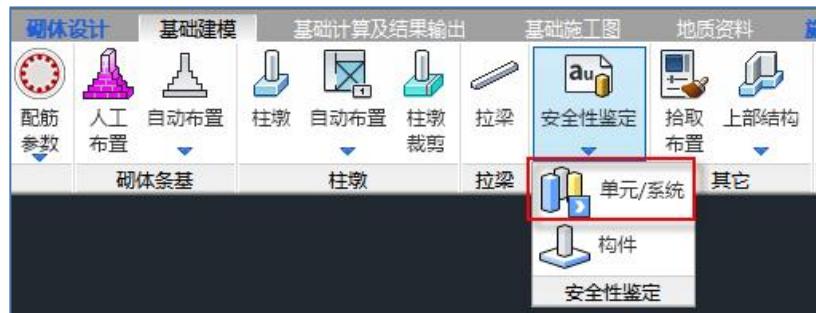 砌体设计 基础建模 基础计算及结果输出 基础施工图 地质资料
配筋参数 人工布置 自动布置 柱墩 自动布置 柱墩裁剪 拉梁 安全性鉴定 拾取布置 上部结构
砌体条基 柱墩 拉梁 其它
单元/系统
构件
安全性鉴定